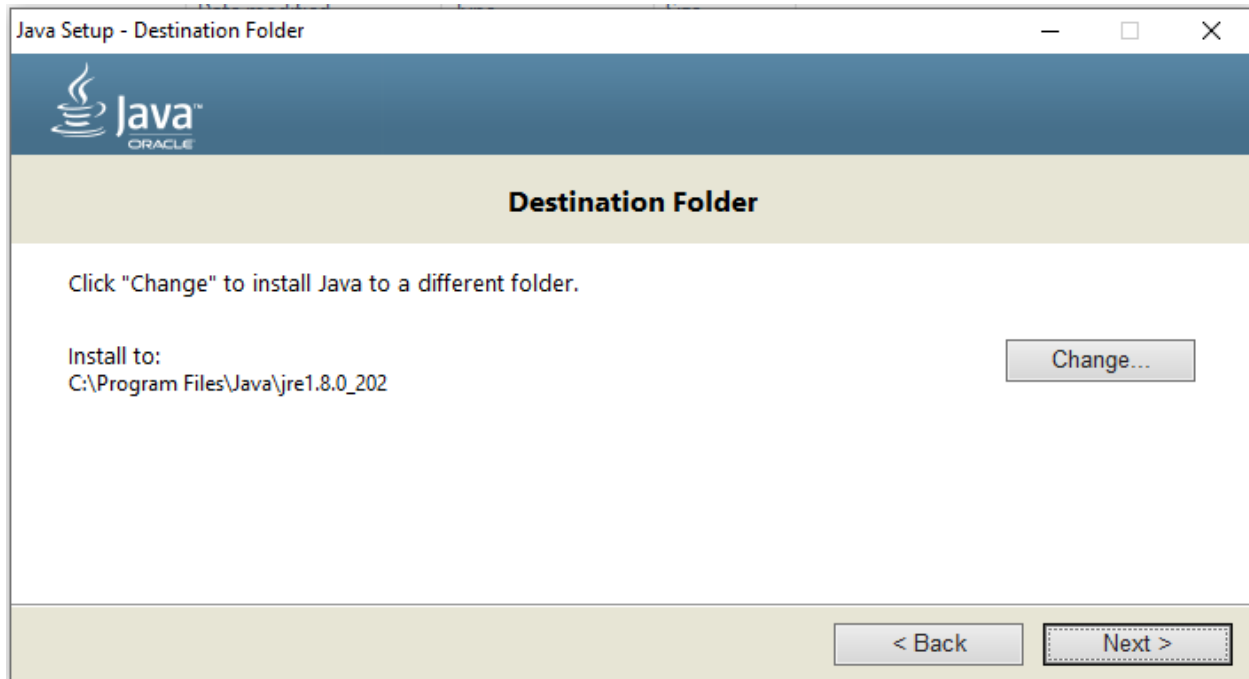 Java Setup - Destination Folder
Java™
ORACLE
Destination Folder
Click "Change" to install Java to a different folder.
Install to:
Change...
C:\Program Files\Java\jre1.8.0_202
< Back
Next >